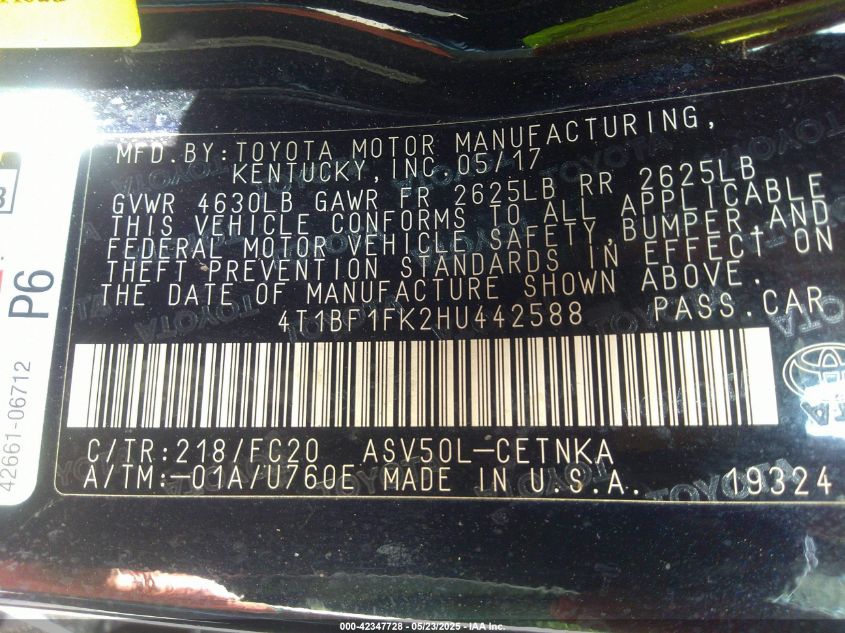 MFD.BY:TOYOTA MOTOR MANUFACTURING,
KENTUCKY,INC.05/17
GVWR 4630LB GAWR FR 2625LB RR 2625LB
THIS VEHICLE CONFORMS TO ALL APPLICABLE
FEDERAL MOTOR VEHICLE SAFETY,BUMPER,AND
THEFT PREVENTION STANDARDS IN EFFECT ON
THE DATE OF MANUFACTURE SHOWN ABOVE.
4T1BF1FK2HU442588 PASS.CAR
C/TR:218/FC20 ASV50L-CETNKA
A/TM:-01A/U760E MADE IN U.S.A. 19324
P6
42661-06712
TOYOTA
000-42347728 - 05/23/2025 - IAA Inc.